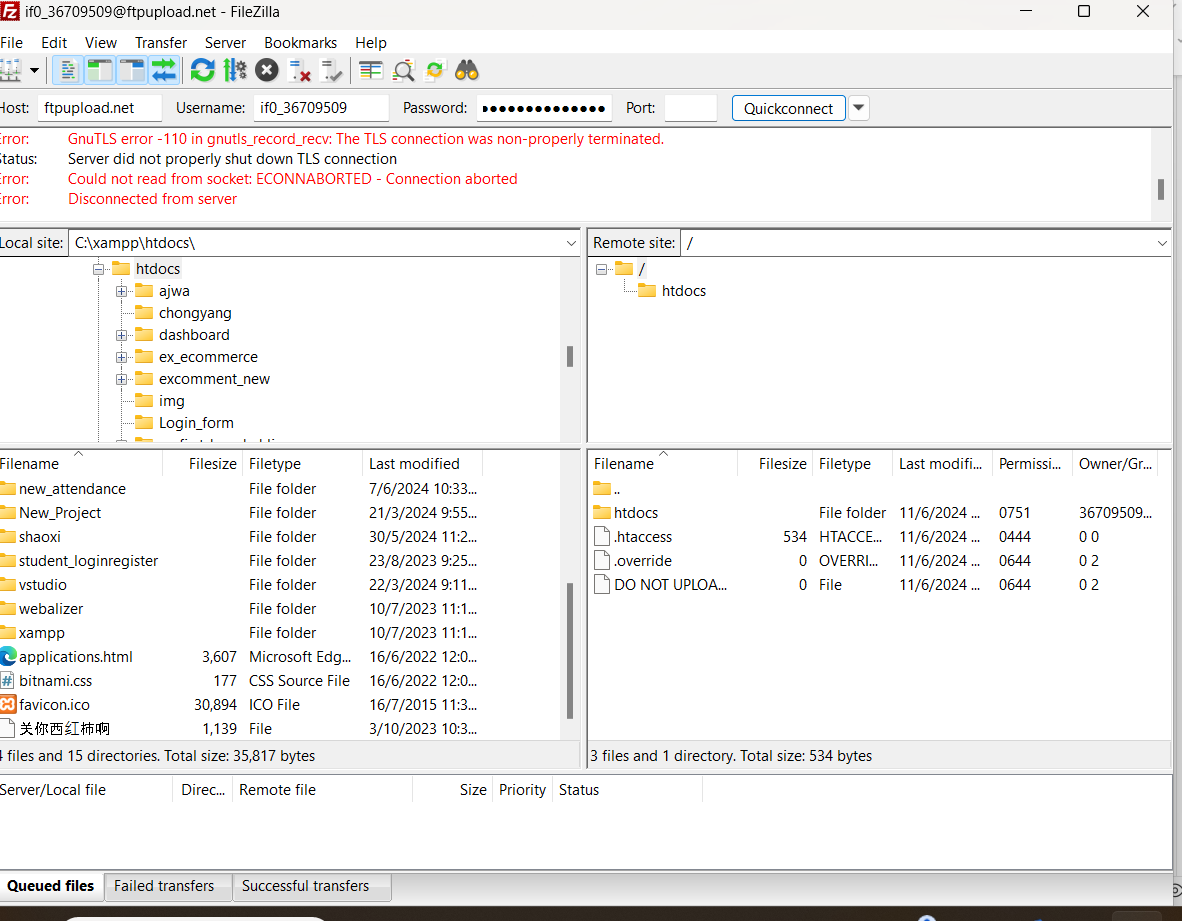 if0_36709509@ftpupload.net - FileZilla
File Edit View Transfer Server Bookmarks Help
Host: ftpupload.net Username: if0_36709509 Password: ●●●●●●●●●●●●●● Port: Quickconnect
Error: GnuTLS error -110 in gnutls_record_recv: The TLS connection was non-properly terminated.
Status: Server did not properly shut down TLS connection
Error: Could not read from socket: ECONNABORTED - Connection aborted
Error: Disconnected from server
Local site: C:\xampp\htdocs\
htdocs
ajwa
chongyang
dashboard
ex_ecommerce
excomment_new
img
Login_form
Remote site: /
/
htdocs
Filename Filesize Filetype Last modified
new_attendance File folder 7/6/2024 10:33...
New_Project File folder 21/3/2024 9:55...
shaoxi File folder 30/5/2024 11:2...
student_loginregister File folder 23/8/2023 9:25...
vstudio File folder 22/3/2024 9:11...
webalizer File folder 10/7/2023 11:1...
xampp File folder 10/7/2023 11:1...
applications.html 3,607 Microsoft Edg... 16/6/2022 12:0...
bitnami.css 177 CSS Source File 16/6/2022 12:0...
favicon.ico 30,894 ICO File 16/7/2015 11:3...
关你西红柿啊 1,139 File 3/10/2023 10:3...
4 files and 15 directories. Total size: 35,817 bytes
Filename Filesize Filetype Last modifi... Permissi... Owner/Gr...
..
htdocs File folder 11/6/2024 ... 0751 36709509...
.htaccess 534 HTACCE... 11/6/2024 ... 0444 0 0
.override 0 OVERRI... 11/6/2024 ... 0644 0 2
DO NOT UPLOA... 0 File 11/6/2024 ... 0644 0 2
3 files and 1 directory. Total size: 534 bytes
Server/Local file Direc... Remote file Size Priority Status
Queued files Failed transfers Successful transfers